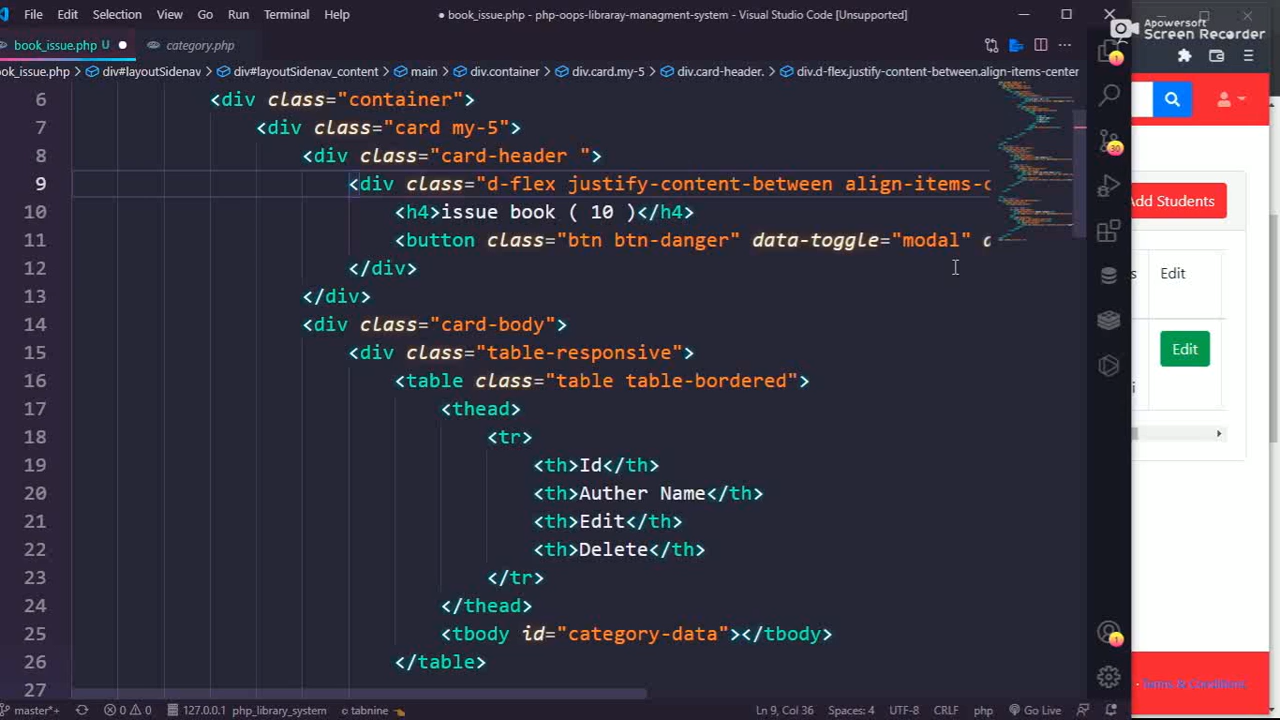 Edit Selection View Go Run Terminal Help
● book_issue.php - php-oops-libraray-managment-system - Visual Studio Code [Unsupported]
Apowersoft
Screen Recorder
book_issue.php U ● category.php
ook_issue.php > div#layoutSidenav > div#layoutSidenav_content > main > div.container > div.card.my-5 > div.card-header. > div.d-flex.justify-content-between.align-items-center
6 <div class="container">
7 <div class="card my-5">
8 <div class="card-header ">
9 <div class="d-flex justify-content-between align-items-c
10 <h4>issue book ( 10 )</h4>
11 <button class="btn btn-danger" data-toggle="modal" d
12 </div>
13 </div>
14 <div class="card-body">
15 <div class="table-responsive">
16 <table class="table table-bordered">
17 <thead>
18 <tr>
19 <th>Id</th>
20 <th>Auther Name</th>
21 <th>Edit</th>
22 <th>Delete</th>
23 </tr>
24 </thead>
25 <tbody id="category-data"></tbody>
26 </table>
27
1
30
1
Add Students
s Edit
Edit
i
Terms & Conditions
master*+ 0 0 127.0.0.1 php_library_system tabnine Ln 9, Col 36 Spaces: 4 UTF-8 CRLF php Go Live